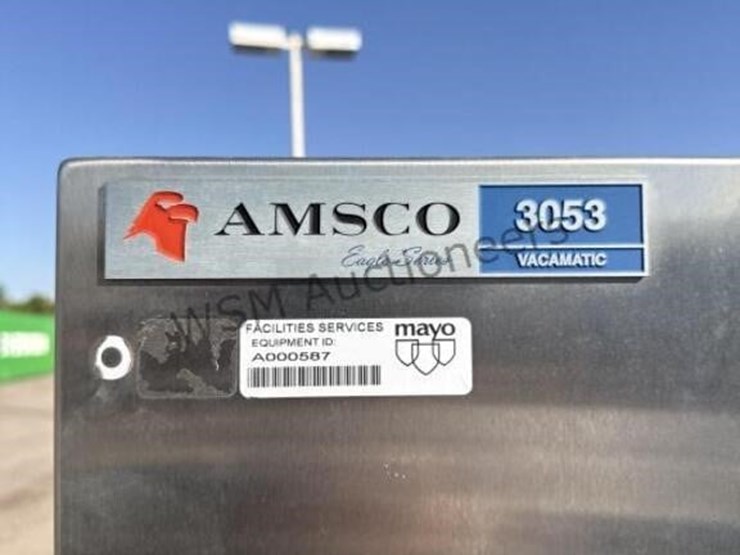 AMSCO
Eagle Series
3053
VACAMATIC
WSM Auctioneers
FACILITIES SERVICES
EQUIPMENT ID:
A000587
mayo